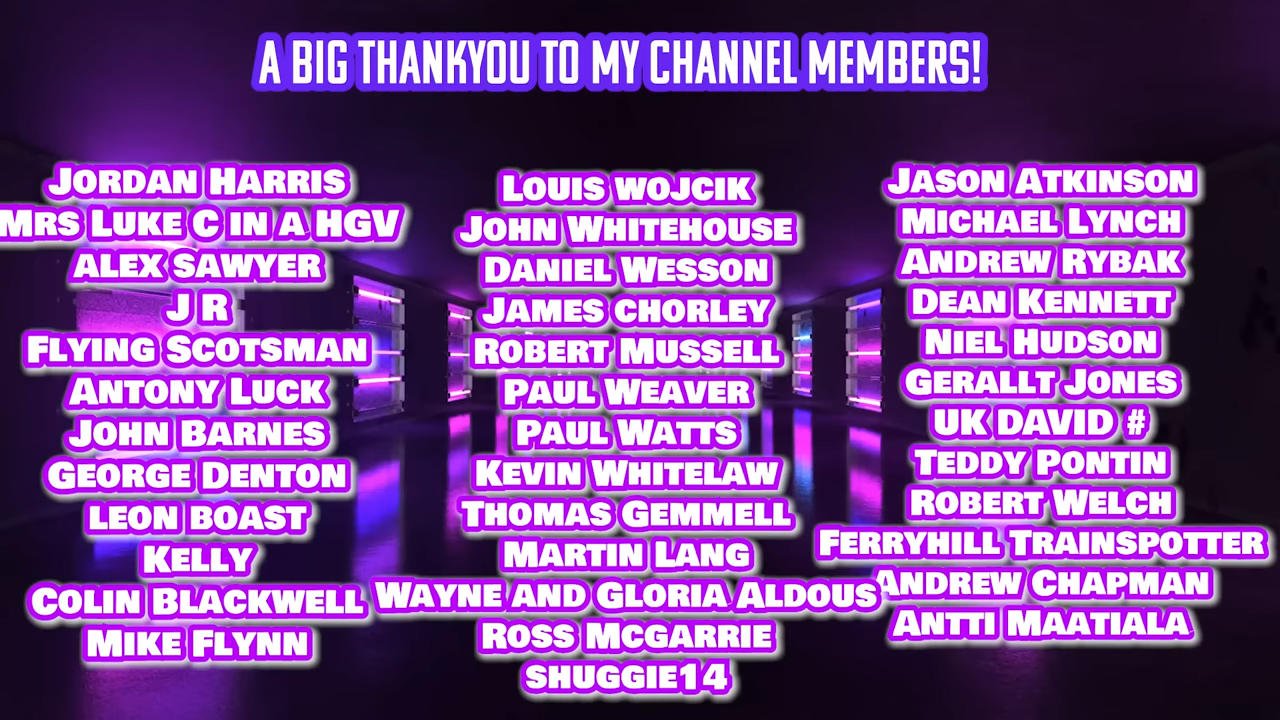 A BIG THANKYOU TO MY CHANNEL MEMBERS!
Jordan Harris
Mrs Luke C in a HGV
alex sawyer
J R
Flying Scotsman
Antony Luck
John Barnes
George Denton
leon boast
Kelly
Colin Blackwell
Mike Flynn
Louis wojcik
John Whitehouse
Daniel Wesson
James chorley
Robert Mussell
Paul Weaver
Paul Watts
Kevin Whitelaw
Thomas Gemmell
Martin Lang
Wayne and Gloria Aldous
Ross Mcgarrie
shuggie14
Jason Atkinson
Michael Lynch
Andrew Rybak
Dean Kennett
Niel Hudson
Gerallt Jones
UK DAVID #
Teddy Pontin
Robert Welch
Ferryhill Trainspotter
Andrew Chapman
Antti Maatiala